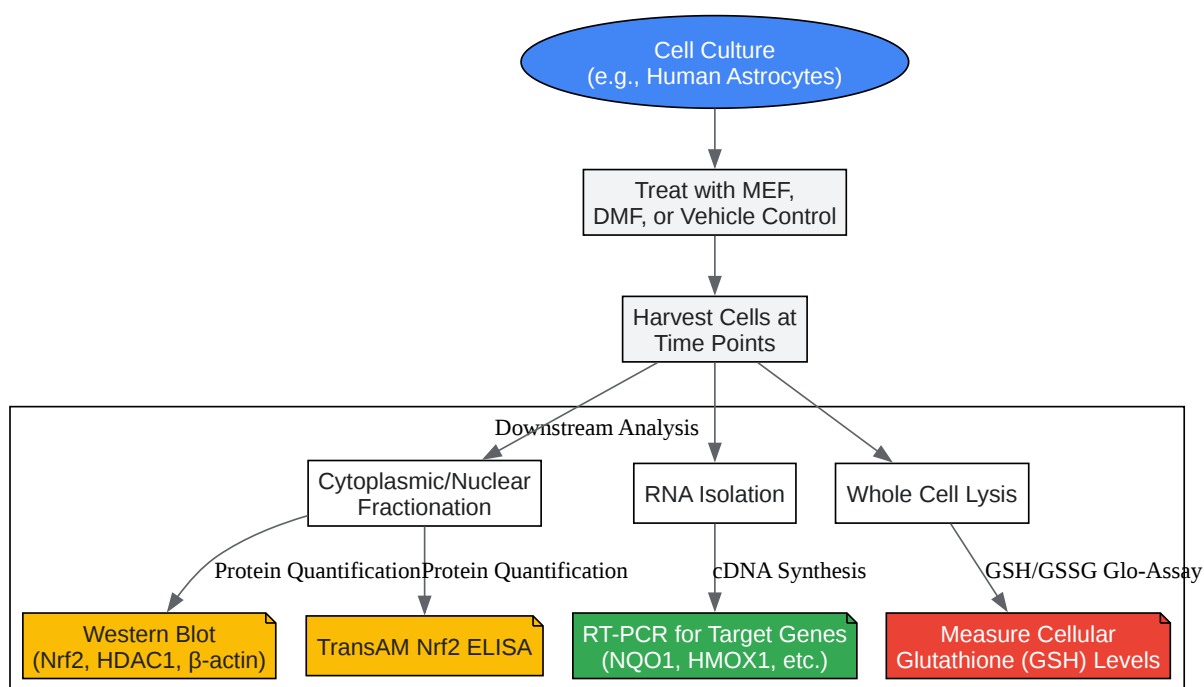 Cell Culture
(e.g., Human Astrocytes)
Treat with MEF,
DMF, or Vehicle Control
Harvest Cells at
Time Points
Downstream Analysis
Cytoplasmic/Nuclear
Fractionation
RNA Isolation
Whole Cell Lysis
Protein Quantification
Protein Quantification
cDNA Synthesis
GSH/GSSG Glo-Assay
Western Blot
(Nrf2, HDAC1, β-actin)
TransAM Nrf2 ELISA
RT-PCR for Target Genes
(NQO1, HMOX1, etc.)
Measure Cellular
Glutathione (GSH) Levels